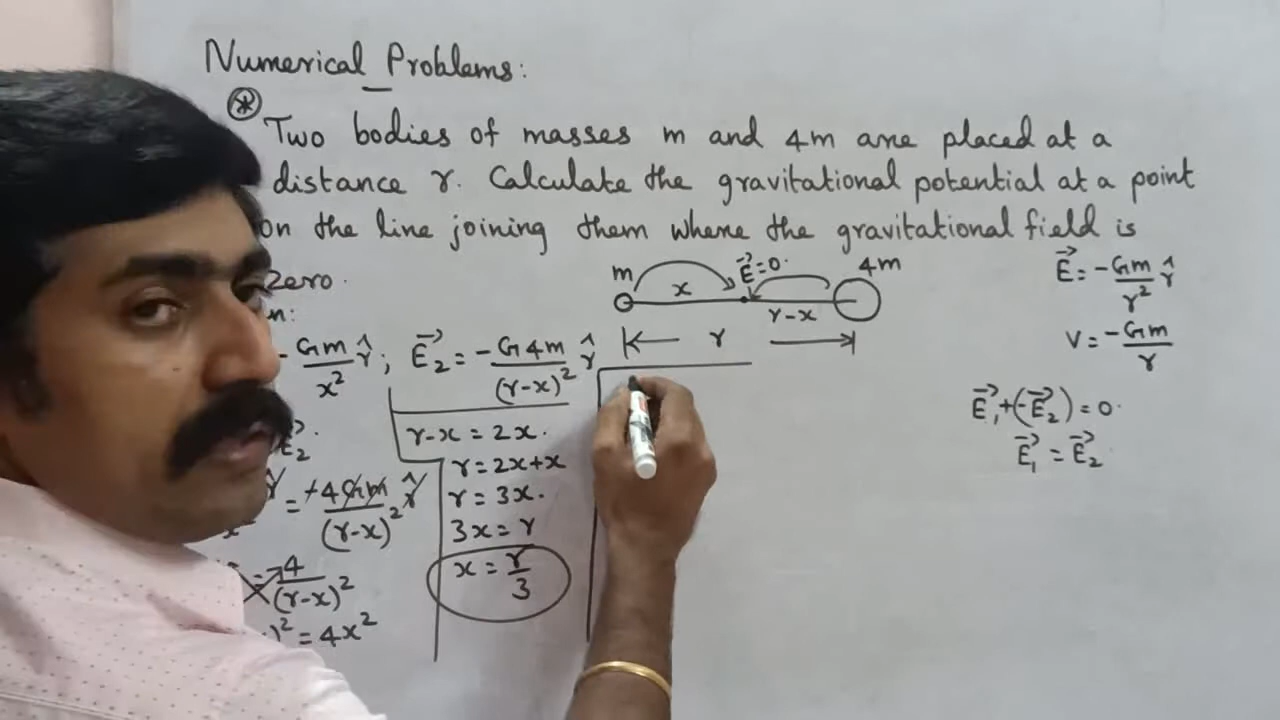 Numerical Problems:
* Two bodies of masses m and 4m are placed at a
distance r. Calculate the gravitational potential at a point
on the line joining them where the gravitational field is
zero.
m E⃗=0. 4m
x r-x
r
E⃗ = -Gm/r² r̂
V = -Gm/r
E⃗₁+(-E⃗₂) = 0.
E⃗₁ = E⃗₂
-Gm/x² r̂ ; E⃗₂ = -G4m/(r-x)² r̂
E⃗₂.
= +4Gm/(r-x)² r̂
= 4/(r-x)²
)² = 4x²
r-x = 2x.
r = 2x+x
r = 3x.
3x = r
x = r/3